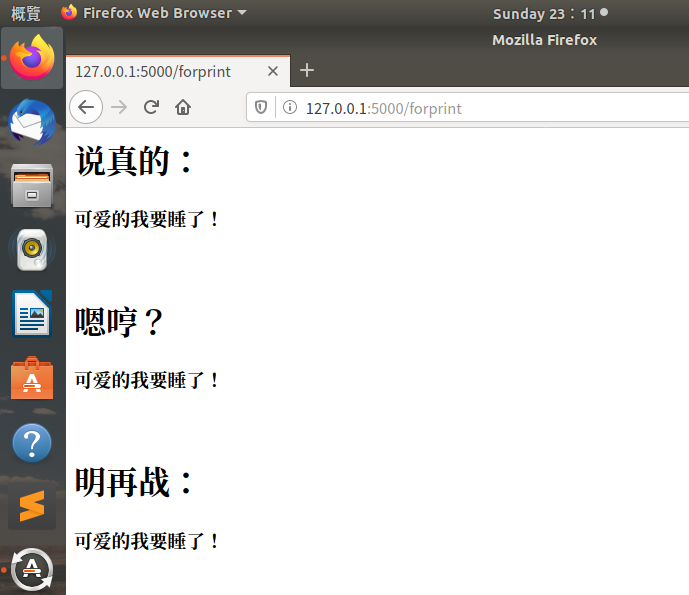 概覽 Firefox Web Browser Sunday 23：11
Mozilla Firefox
127.0.0.1:5000/forprint
127.0.0.1:5000/forprint
说真的：
可爱的我要睡了！
嗯哼？
可爱的我要睡了！
明再战：
可爱的我要睡了！